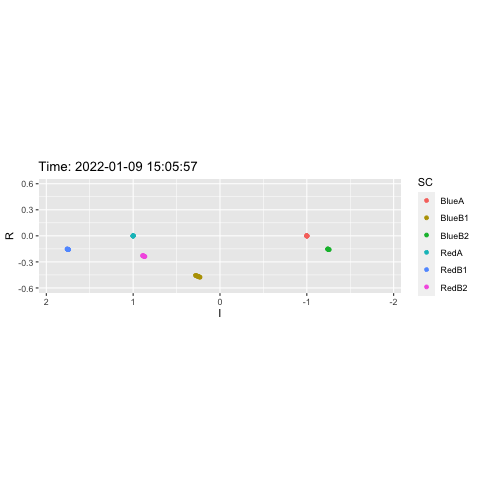 Time: 2022-01-09 15:05:57
SC
BlueA
BlueB1
BlueB2
RedA
RedB1
RedB2
R
0.6
0.3
0.0
-0.3
-0.6
2
1
0
-1
-2
I